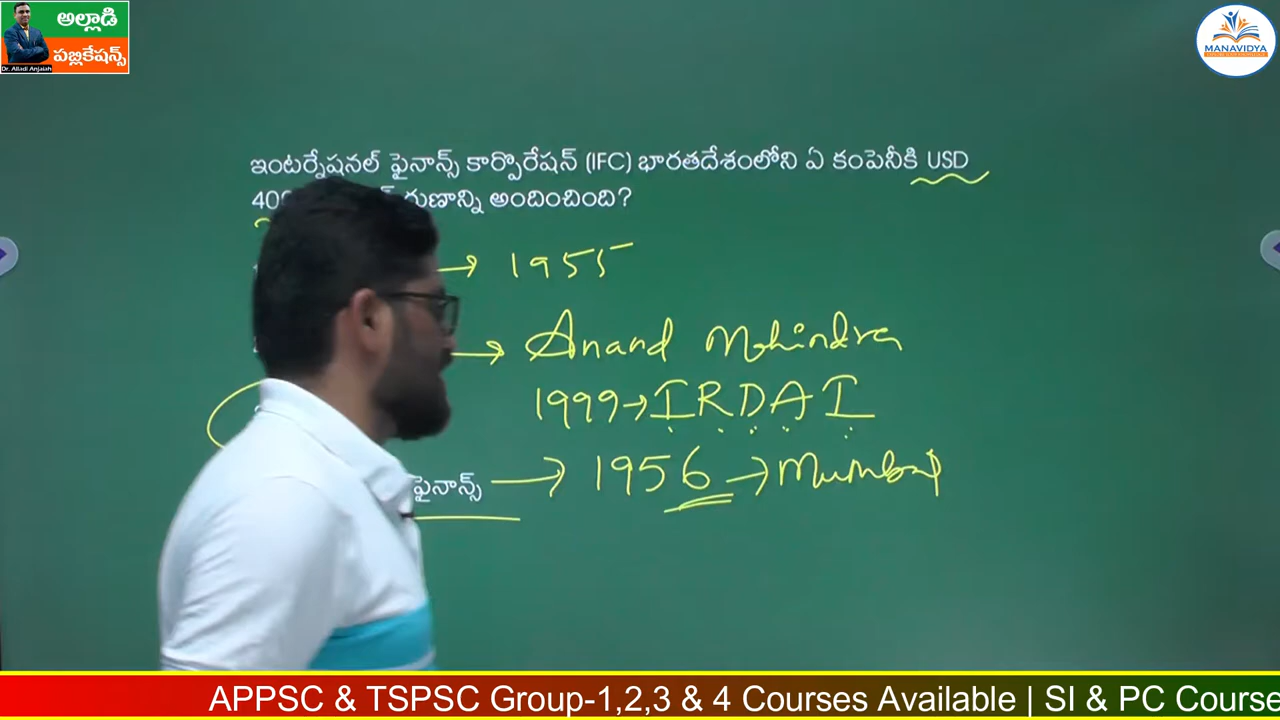 అల్లాడి
పబ్లికేషన్స్
Dr. Alladi Anjaiah
MANAVIDYA
ఇంటర్నేషనల్ ఫైనాన్స్ కార్పొరేషన్ (IFC) భారతదేశంలోని ఏ కంపెనీకి USD
400 రుణాన్ని అందించింది?
→ 1955
→ Anand Mahindra
1999 → IRDAI
ఫైనాన్స్ → 1956 → Mumbai
APPSC & TSPSC Group-1,2,3 & 4 Courses Available | SI & PC Course